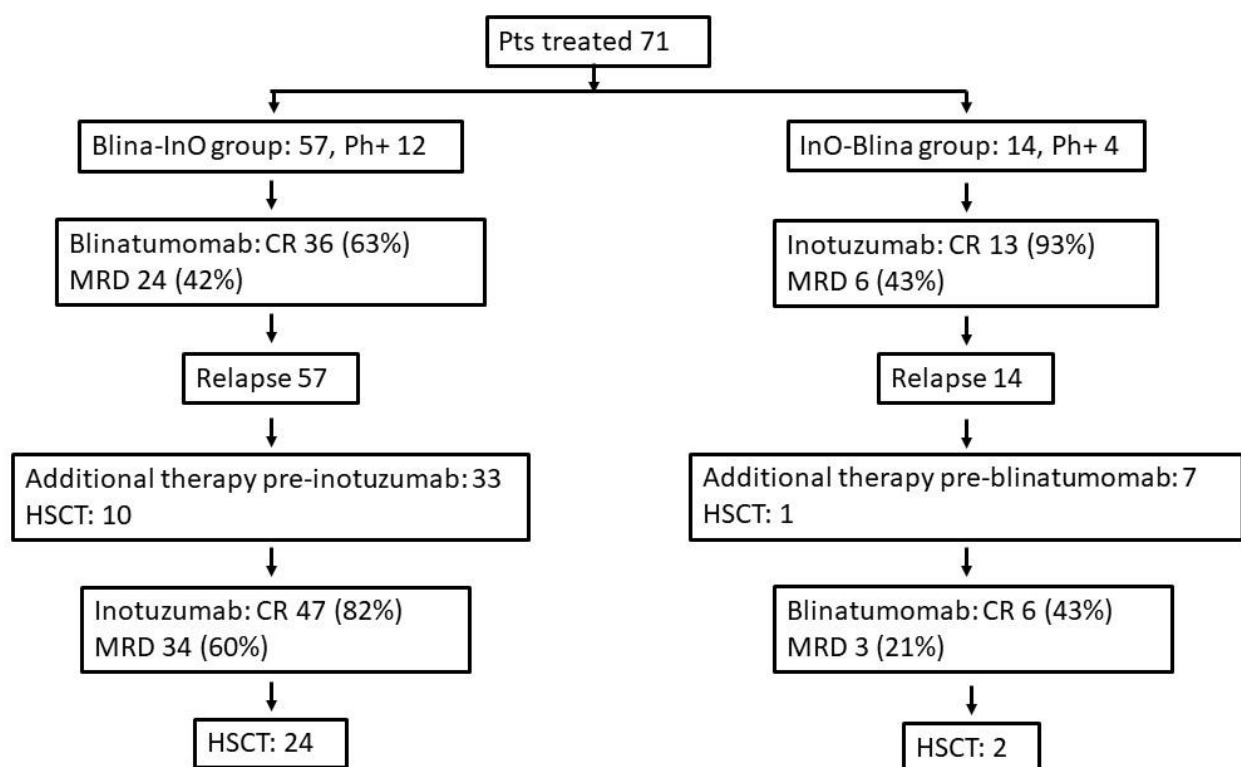 Pts treated 71
Blina-InO group: 57, Ph+ 12
InO-Blina group: 14, Ph+ 4
Blinatumomab: CR 36 (63%)
MRD 24 (42%)
Inotuzumab: CR 13 (93%)
MRD 6 (43%)
Relapse 57
Relapse 14
Additional therapy pre-inotuzumab: 33
HSCT: 10
Additional therapy pre-blinatumomab: 7
HSCT: 1
Inotuzumab: CR 47 (82%)
MRD 34 (60%)
Blinatumomab: CR 6 (43%)
MRD 3 (21%)
HSCT: 24
HSCT: 2